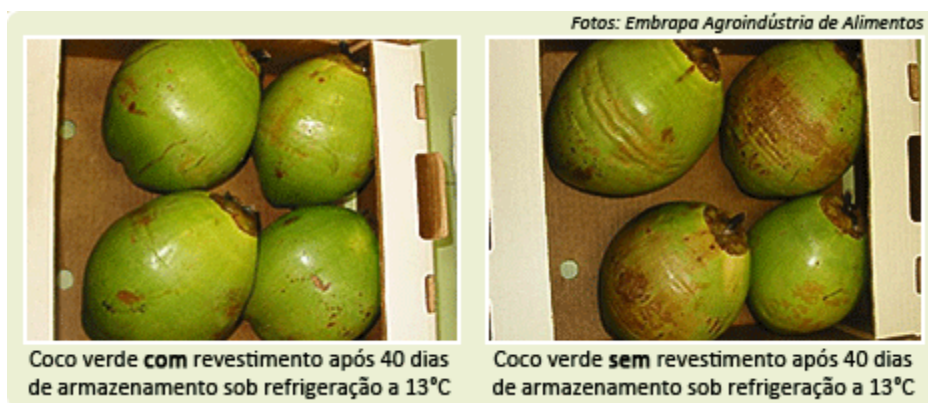 Fotos: Embrapa Agroindústria de Alimentos
Coco verde com revestimento após 40 dias
de armazenamento sob refrigeração a 13°C
Coco verde sem revestimento após 40 dias
de armazenamento sob refrigeração a 13°C